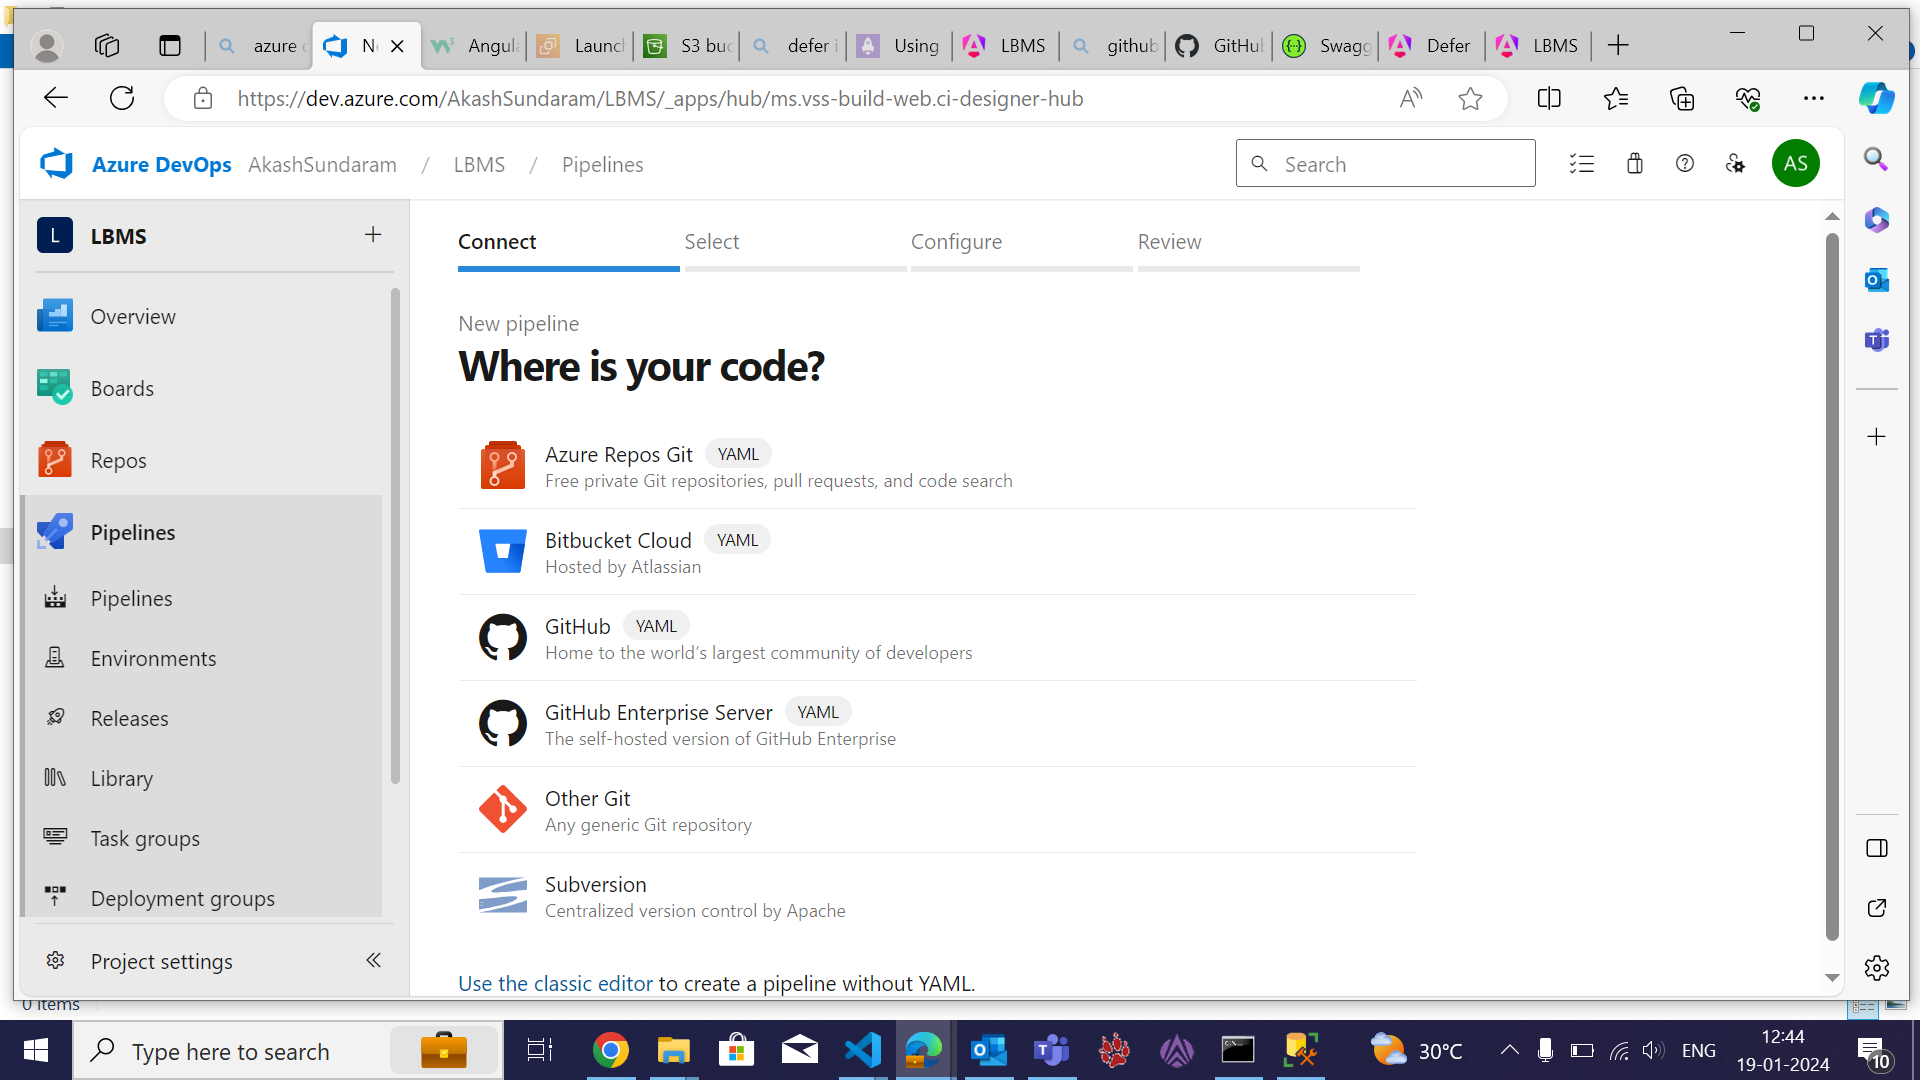 azure
Angula
Launch
S3 buc
defer i
Using
LBMS
github
GitHub
Swagg
Defer
LBMS
https://dev.azure.com/AkashSundaram/LBMS/_apps/hub/ms.vss-build-web.ci-designer-hub
Azure DevOps AkashSundaram / LBMS / Pipelines
Search
AS
L LBMS
Overview
Boards
Repos
Pipelines
Pipelines
Environments
Releases
Library
Task groups
Deployment groups
Project settings
Connect Select Configure Review
New pipeline
Where is your code?
Azure Repos Git YAML
Free private Git repositories, pull requests, and code search
Bitbucket Cloud YAML
Hosted by Atlassian
GitHub YAML
Home to the world's largest community of developers
GitHub Enterprise Server YAML
The self-hosted version of GitHub Enterprise
Other Git
Any generic Git repository
Subversion
Centralized version control by Apache
Use the classic editor to create a pipeline without YAML.
0 items
Type here to search
30°C
ENG
12:44
19-01-2024
10